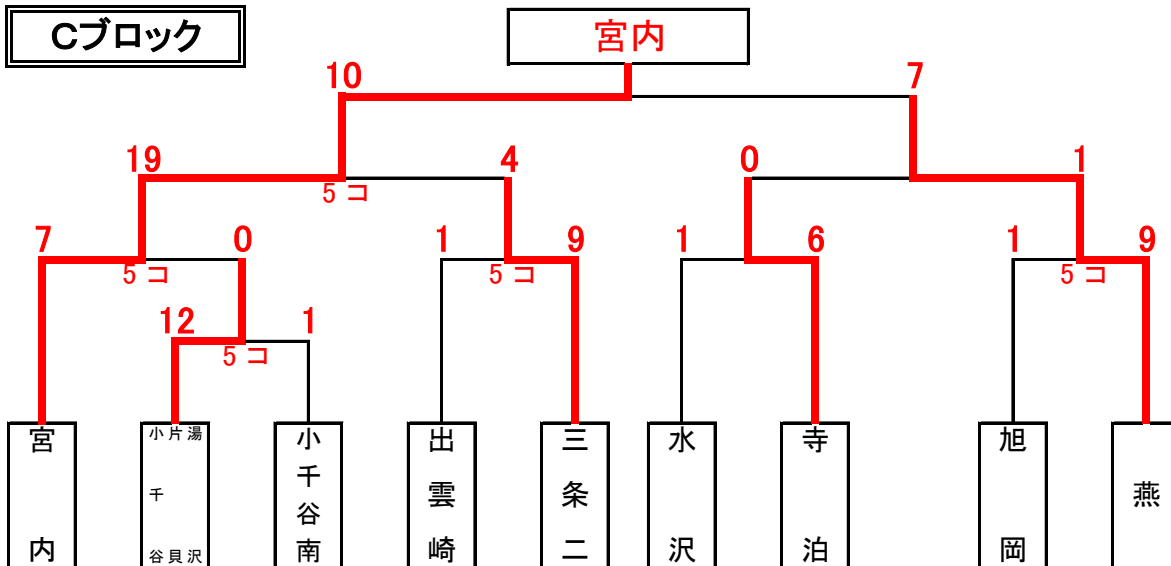 Cブロック
宮内
10 7
19 4 0 1
5コ
7 0 1 9 1 6 1 9
5コ 5コ 5コ
12 1
5コ
宮内
小千谷
片貝
湯沢
小千谷南
出雲崎
三条二
水沢
寺泊
旭岡
燕